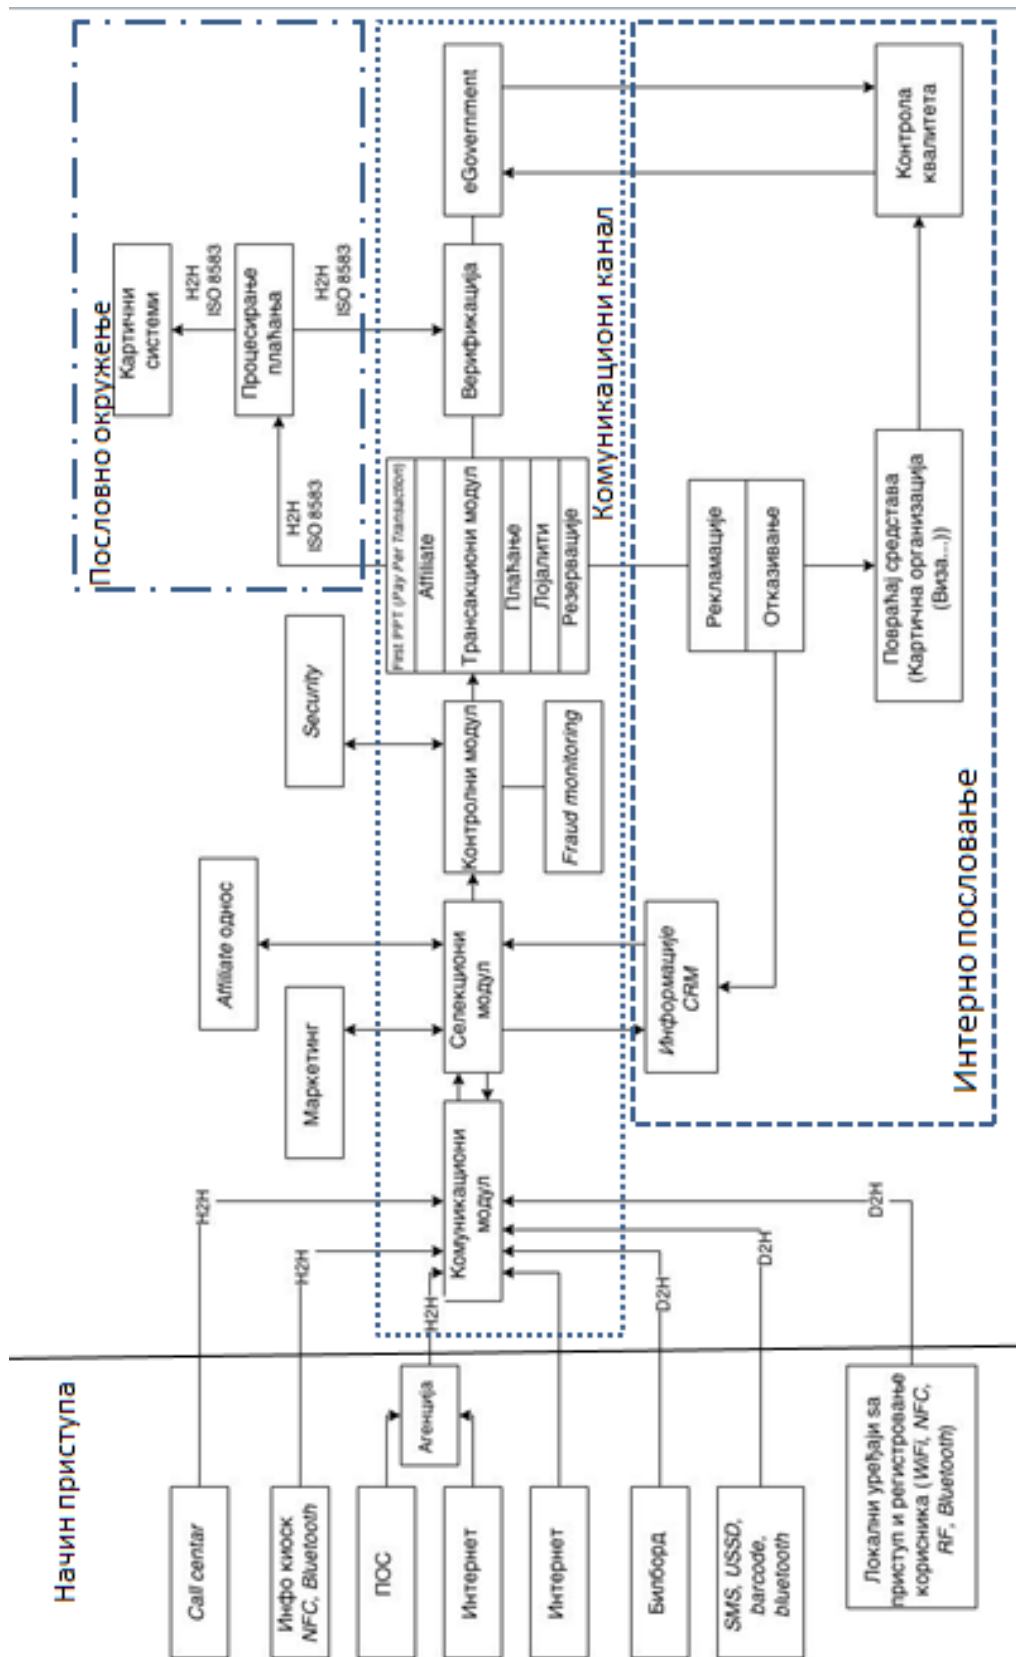 Начин приступа
Call centar
Инфо киоск
NFC, Bluetooth
ПОС
Интернет
Агенција
Интернет
Билборд
SMS, USSD,
barcode,
bluetooth
Локални уређаји sa
приступ и регистровање
корисника (WiFi, NFC,
RF, Bluetooth)
H2H
H2H
H2H
D2H
D2H
D2H
Комуникациони
модул
Маркетинг
Affiliate однос
Селекциони
модул
Информације
CRM
Security
Контролни модул
Fraud monitoring
First PPT (Pay Per Transaction)
Affiliate
Трансакциони модул
Плаћање
Лојалити
Резервације
Комуникациони канал
Пословно окружење
H2H
ISO 8583
Картични
системи
H2H
ISO 8583
Процесирање
плаћања
H2H
ISO 8583
Верификација
eGovernment
Рекламације
Отказивање
Повраћај средстава
(Картична организација
(Виза...))
Контрола
квалитета
Интерно пословање